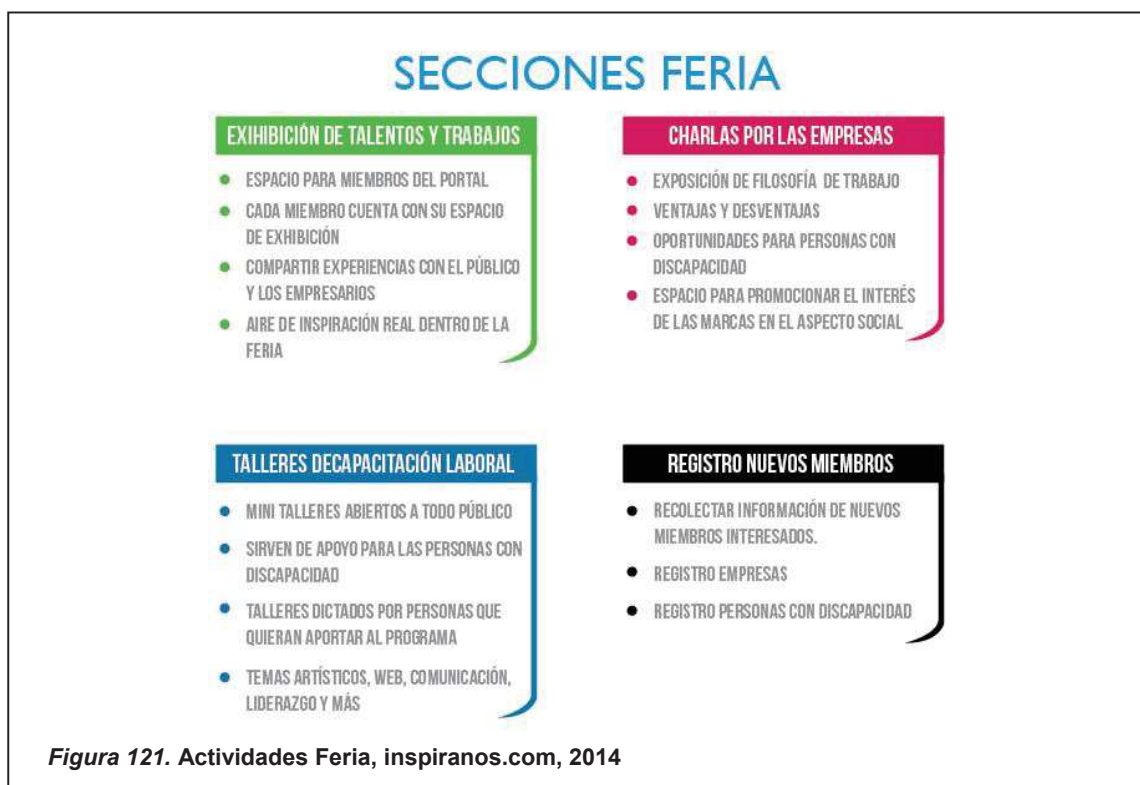 SECCIONES FERIA
EXIHIBICIÓN DE TALENTOS Y TRABAJOS
ESPACIO PARA MIEMBROS DEL PORTAL
CADA MIEMBRO CUENTA CON SU ESPACIO
DE EXHIBICIÓN
COMPARTIR EXPERIENCIAS CON EL PÚBLICO
Y LOS EMPRESARIOS
AIRE DE INSPIRACIÓN REAL DENTRO DE LA
FERIA
CHARLAS POR LAS EMPRESAS
EXPOSICIÓN DE FILOSOFÍA DE TRABAJO
VENTAJAS Y DESVENTAJAS
OPORTUNIDADES PARA PERSONAS CON
DISCAPACIDAD
ESPACIO PARA PROMOCIONAR EL INTERÉS
DE LAS MARCAS EN EL ASPECTO SOCIAL
TALLERES DECAPACITACIÓN LABORAL
MINI TALLERES ABIERTOS A TODO PÚBLICO
SIRVEN DE APOYO PARA LAS PERSONAS CON
DISCAPACIDAD
TALLERES DICTADOS POR PERSONAS QUE
QUIERAN APORTAR AL PROGRAMA
TEMAS ARTÍSTICOS, WEB, COMUNICACIÓN,
LIDERAZGO Y MÁS
REGISTRO NUEVOS MIEMBROS
RECOLECTAR INFORMACIÓN DE NUEVOS
MIEMBROS INTERESADOS.
REGISTRO EMPRESAS
REGISTRO PERSONAS CON DISCAPACIDAD
Figura 121. Actividades Feria, inspiranos.com, 2014